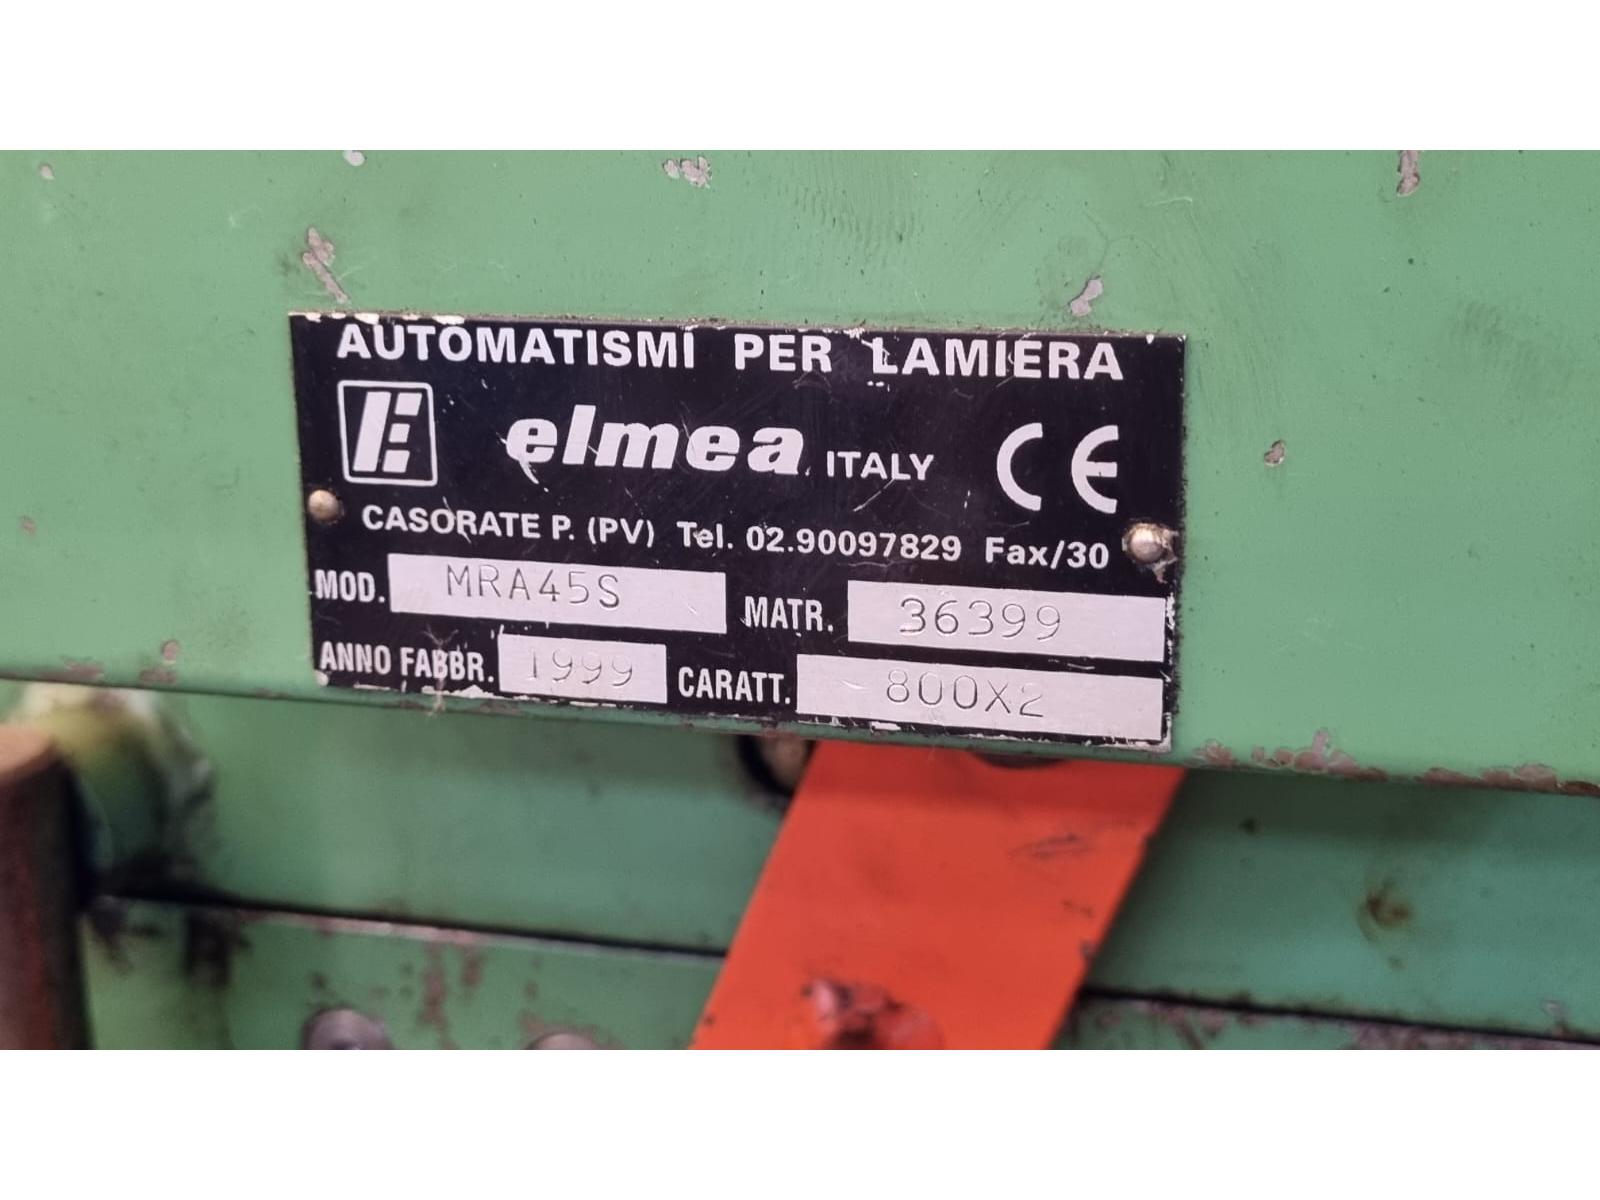 AUTOMATISMI PER LAMIERA
E elmea ITALY CE
CASORATE P. (PV) Tel. 02.90097829 Fax/30
MOD. MRA45S MATR. 36399
ANNO FABBR. 1999 CARATT. 800X2